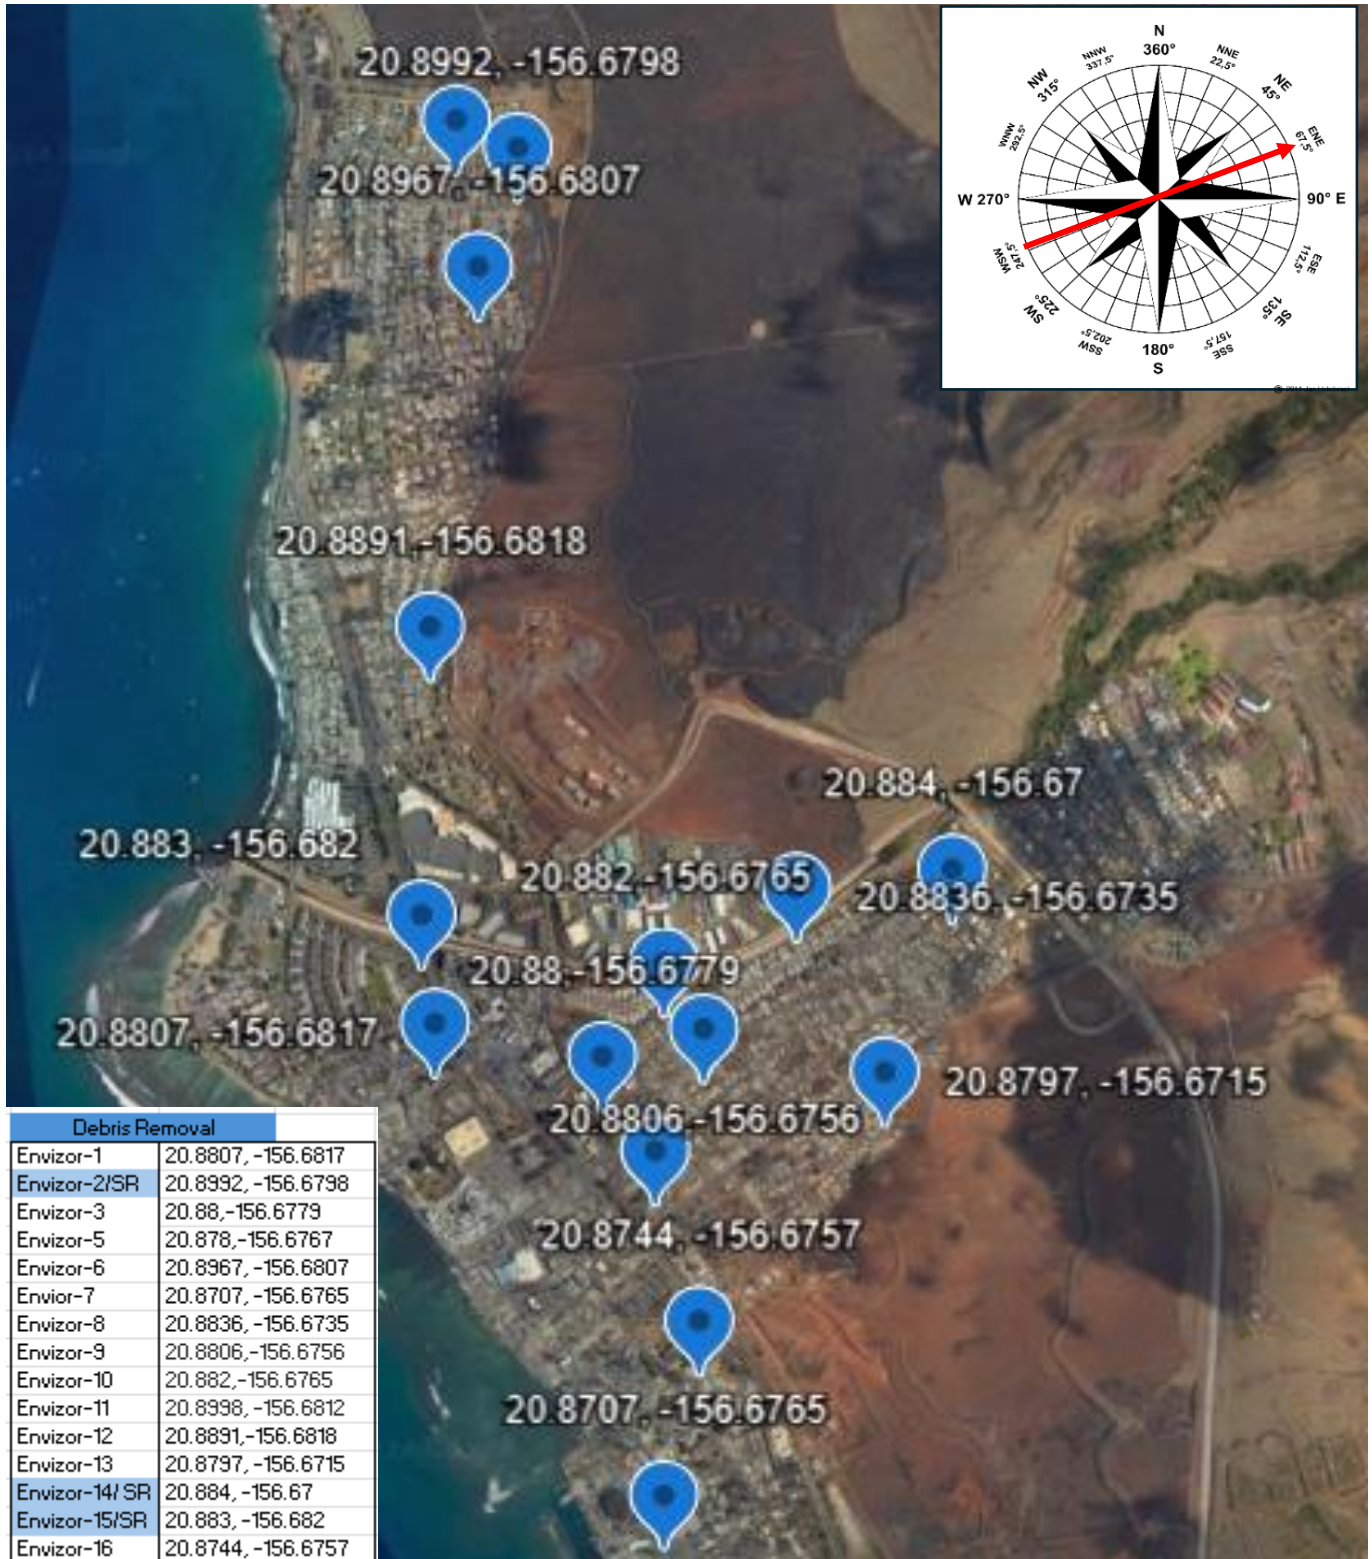 20.8992, -156.6798
20.8967, -156.6807
20.8891,-156.6818
20.884, -156.67
20.883, -156.682
20.882,-156.6765
20.8836, -156.6735
20.88,-156.6779
20.8807, -156.6817
20.8797, -156.6715
20.8806,-156.6756
20.8744, -156.6757
20.8707, -156.6765
N
360°
NNE
22,5°
NE
45°
ENE
67,5°
90° E
ESE
112,5°
SE
135°
SSE
157,5°
180°
S
SSW
202,5°
SW
225°
WSW
247,5°
W 270°
WNW
292,5°
NW
315°
NNW
337,5°
Debris Removal
Envizor-1 20.8807, -156.6817
Envizor-2/SR 20.8992, -156.6798
Envizor-3 20.88,-156.6779
Envizor-5 20.878,-156.6767
Envizor-6 20.8967, -156.6807
Envior-7 20.8707, -156.6765
Envizor-8 20.8836, -156.6735
Envizor-9 20.8806, -156.6756
Envizor-10 20.882,-156.6765
Envizor-11 20.8998, -156.6812
Envizor-12 20.8891,-156.6818
Envizor-13 20.8797, -156.6715
Envizor-14/ SR 20.884, -156.67
Envizor-15/SR 20.883, -156.682
Envizor-16 20.8744, -156.6757